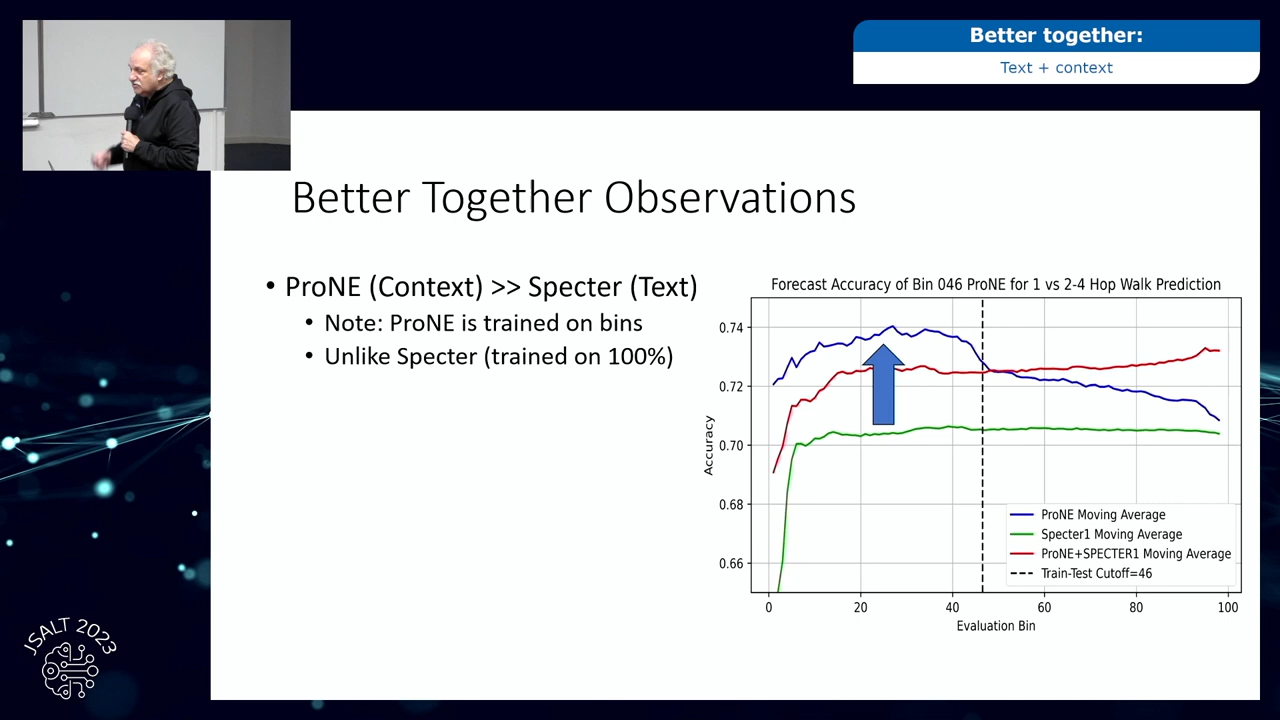 Better together:
Text + context
Better Together Observations
• ProNE (Context) >> Specter (Text)
• Note: ProNE is trained on bins
• Unlike Specter (trained on 100%)
Forecast Accuracy of Bin 046 ProNE for 1 vs 2-4 Hop Walk Prediction
0.74
0.72
0.70
0.68
0.66
Accuracy
ProNE Moving Average
Specter1 Moving Average
ProNE+SPECTER1 Moving Average
Train-Test Cutoff=46
0 20 40 60 80 100
Evaluation Bin
JSALT 2023